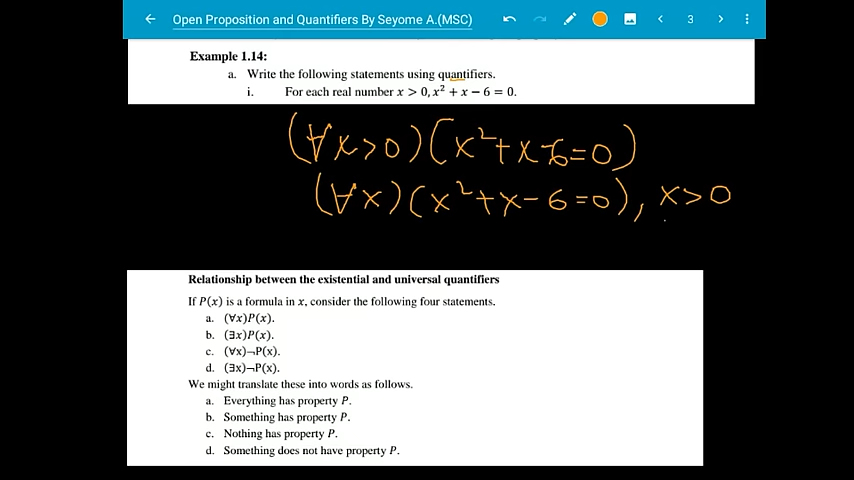 Open Proposition and Quantifiers By Seyome A.(MSC) 3
Example 1.14:
a. Write the following statements using quantifiers.
i. For each real number x > 0, x² + x − 6 = 0.
(∀x>0)(x²+x-6=0)
(∀x)(x²+x-6=0), x>0
Relationship between the existential and universal quantifiers
If P(x) is a formula in x, consider the following four statements.
a. (∀x)P(x).
b. (∃x)P(x).
c. (∀x)¬P(x).
d. (∃x)¬P(x).
We might translate these into words as follows.
a. Everything has property P.
b. Something has property P.
c. Nothing has property P.
d. Something does not have property P.